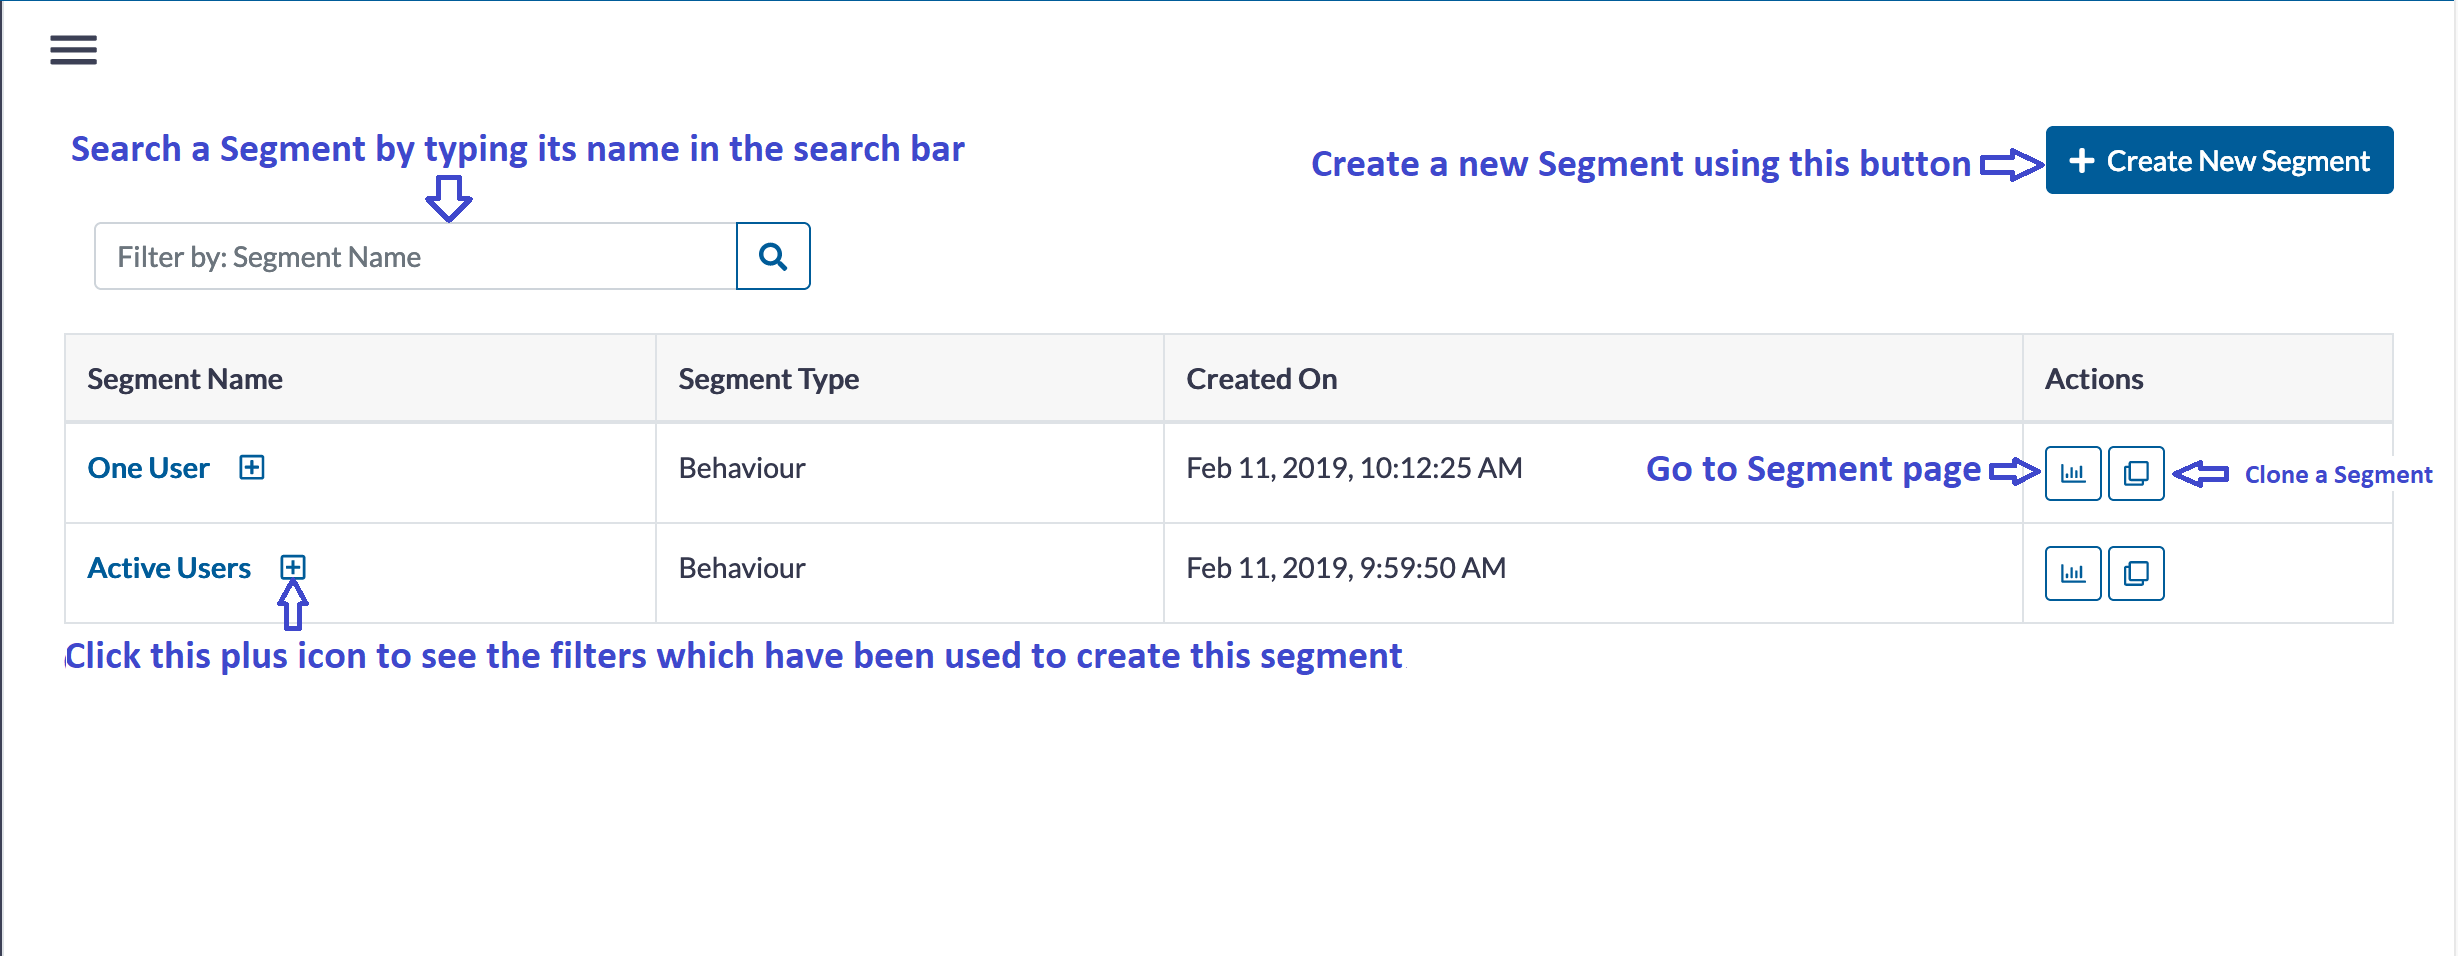 Search a Segment by typing its name in the search bar
Create a new Segment using this button
Create New Segment
Filter by: Segment Name
Segment Name Segment Type Created On Actions
One User Behaviour Feb 11, 2019, 10:12:25 AM Go to Segment page Clone a Segment
Active Users Behaviour Feb 11, 2019, 9:59:50 AM
Click this plus icon to see the filters which have been used to create this segment